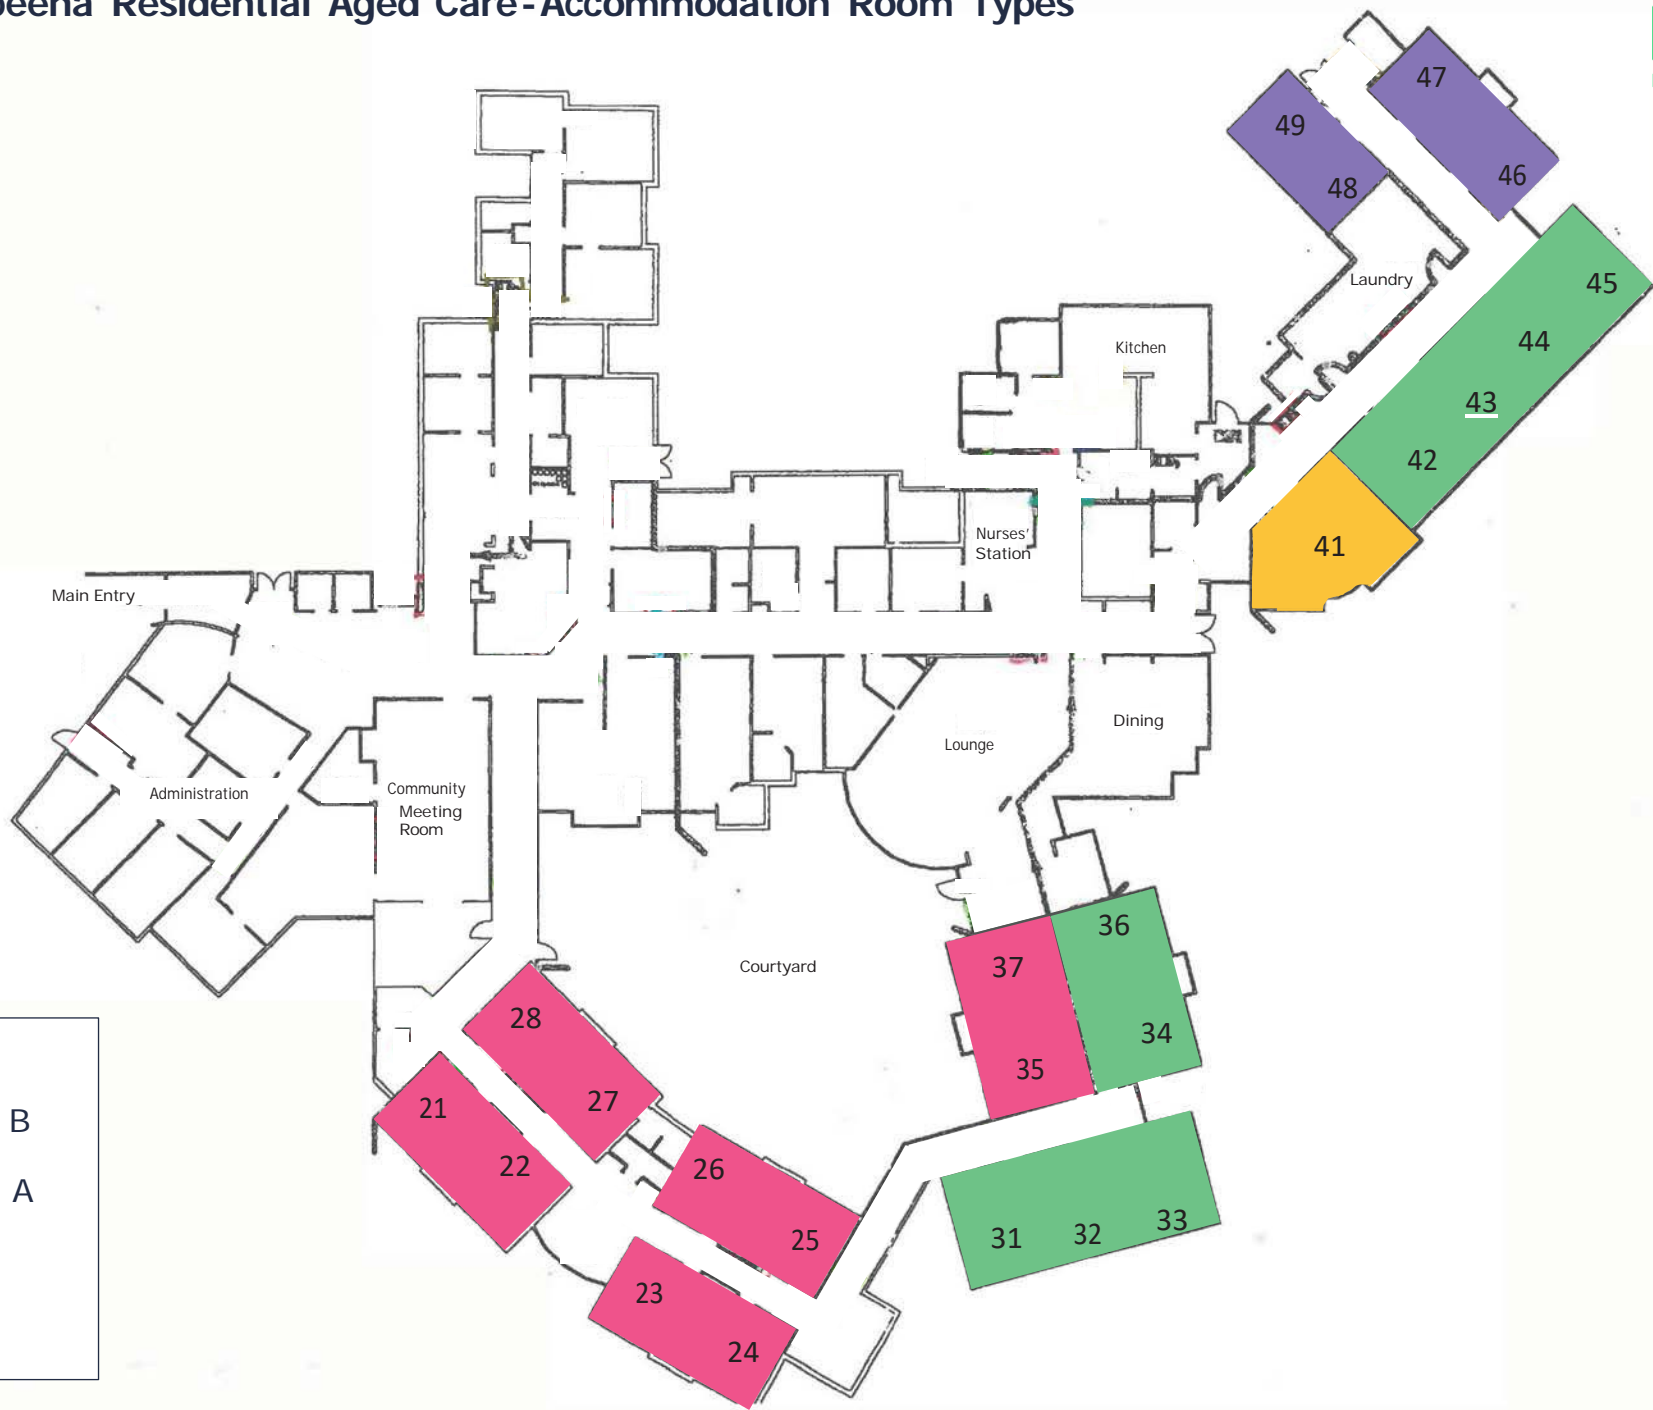 peena Residential Aged Care-Accommodation Room Types
47
49
46
48
Laundry
45
44
Kitchen
43
42
Nurses'
Station
41
Main Entry
Dining
Lounge
Administration
Community
Meeting
Room
36
37
Courtyard
28
34
35
27
21
B
22
26
A
33
32
31
25
23
24